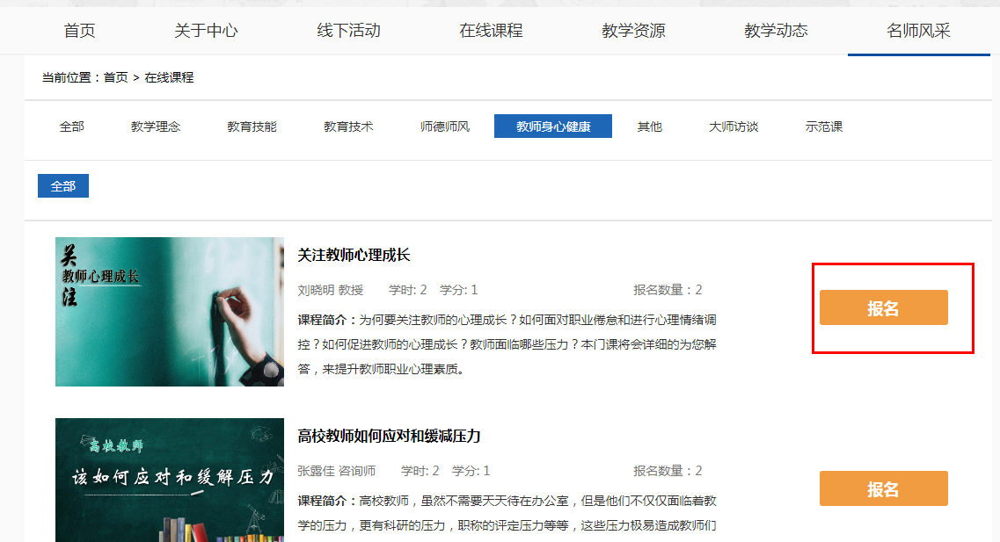 首页 关于中心 线下活动 在线课程 教学资源 教学动态 名师风采
当前位置：首页 > 在线课程
全部 教学理念 教育技能 教育技术 师德师风 教师身心健康 其他 大师访谈 示范课
全部
关
教师心理成长
注
关注教师心理成长
刘晓明 教授 学时: 2 学分: 1 报名数量：2
课程简介：为何要关注教师的心理成长？如何面对职业倦怠和进行心理情绪调
控？如何促进教师的心理成长？教师面临哪些压力？本门课将会详细的为您解
答，来提升教师职业心理素质。
报名
高校教师
该如何应对和缓解压力
高校教师如何应对和缓减压力
张露佳 咨询师 学时: 2 学分: 1 报名数量：2
课程简介：高校教师，虽然不需要天天待在办公室，但是他们不仅仅面临着教
学的压力，更有科研的压力，职称的评定压力等等，这些压力极易造成教师们
报名